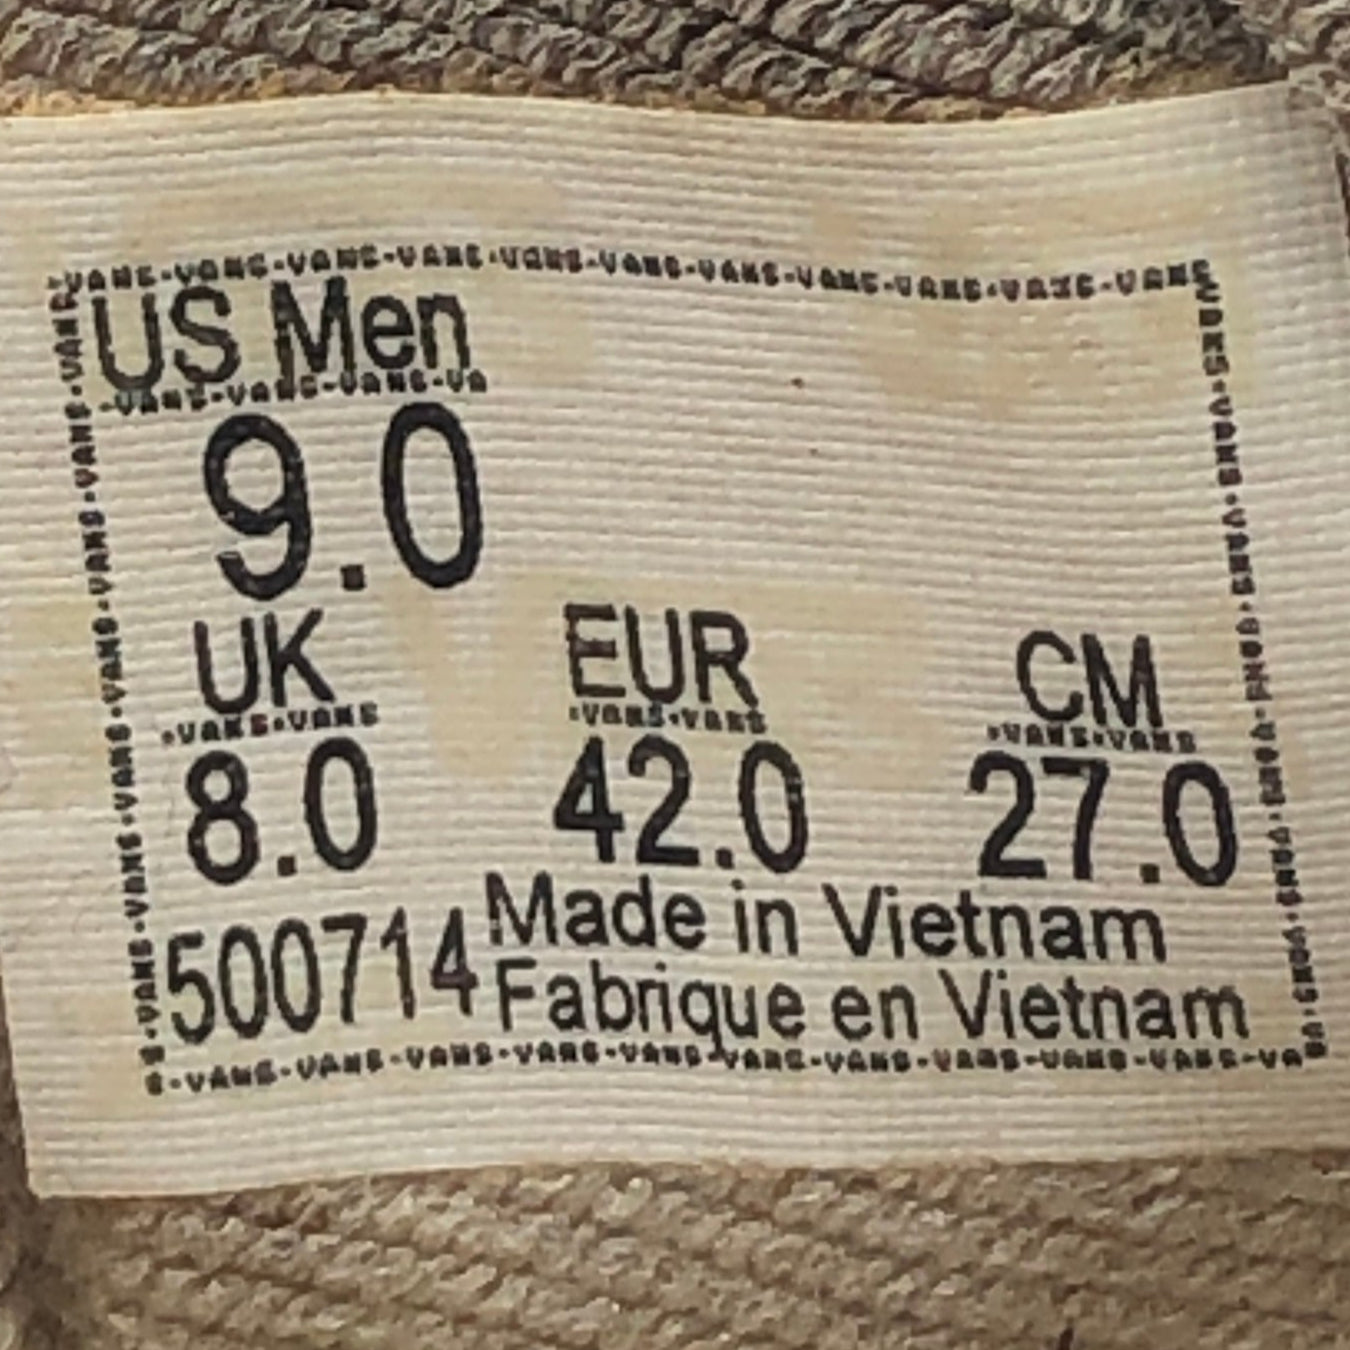 US Men
9.0
UK EUR CM
8.0 42.0 27.0
500714 Made in Vietnam
Fabrique en Vietnam